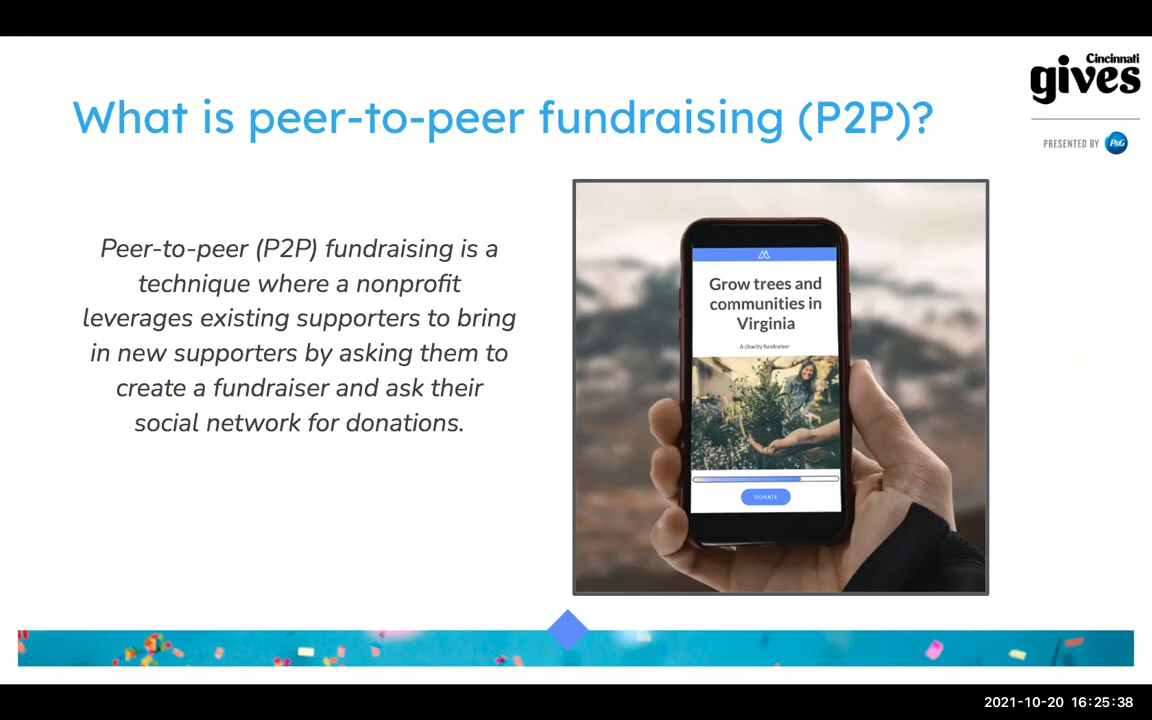 Cincinnati
gives
PRESENTED BY P&G
What is peer-to-peer fundraising (P2P)?
Peer-to-peer (P2P) fundraising is a
technique where a nonprofit
leverages existing supporters to bring
in new supporters by asking them to
create a fundraiser and ask their
social network for donations.
Grow trees and
communities in
Virginia
A charity fundraiser
DONATE
2021-10-20 16:25:38